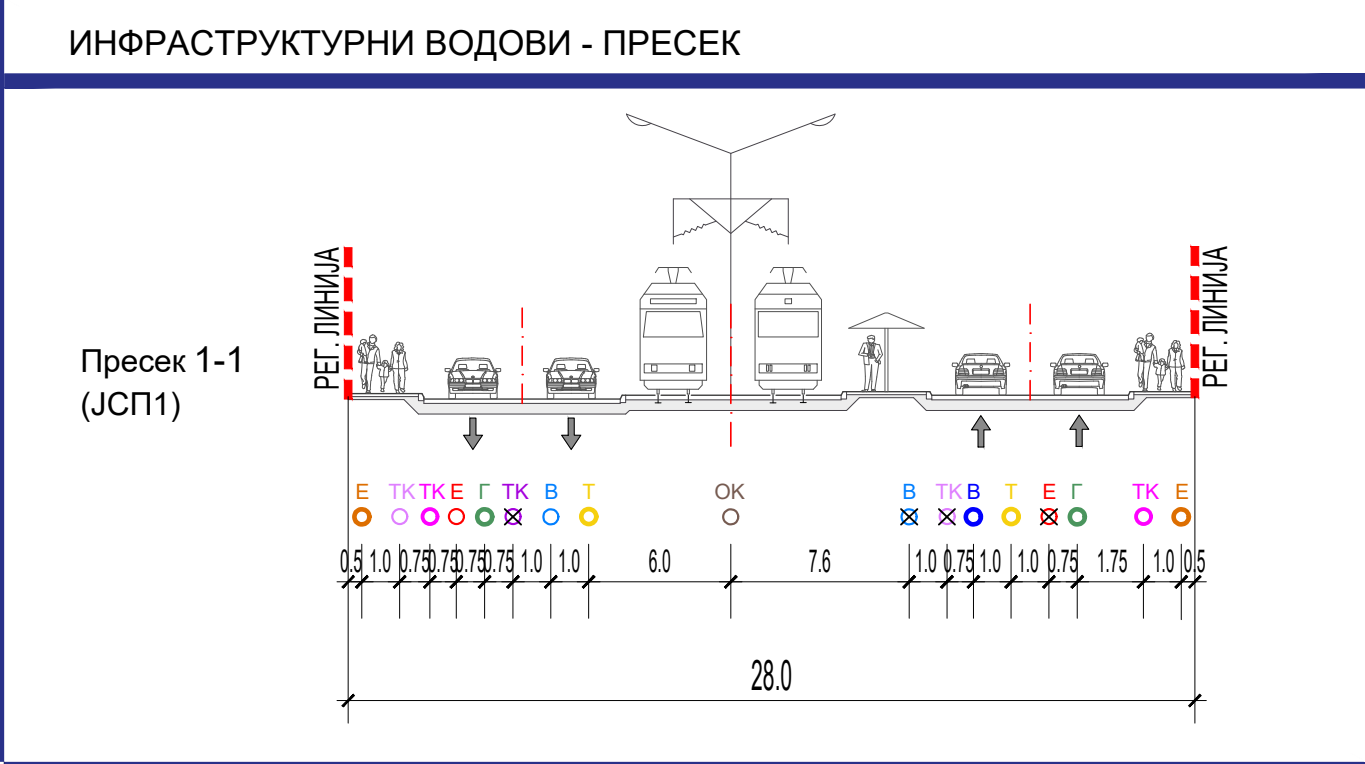 ИНФРАСТРУКТУРНИ ВОДОВИ - ПРЕСЕК
РЕГ. ЛИНИЈА
РЕГ. ЛИНИЈА
Пресек 1-1
(ЈСП1)
Е ТК ТК Е Г ТК В Т ОК В ТК В Т Е Г ТК Е
0.5 1.0 0.75 0.75 0.75 0.75 1.0 1.0 6.0 7.6 1.0 0.75 1.0 1.0 0.75 1.75 1.0 0.5
28.0